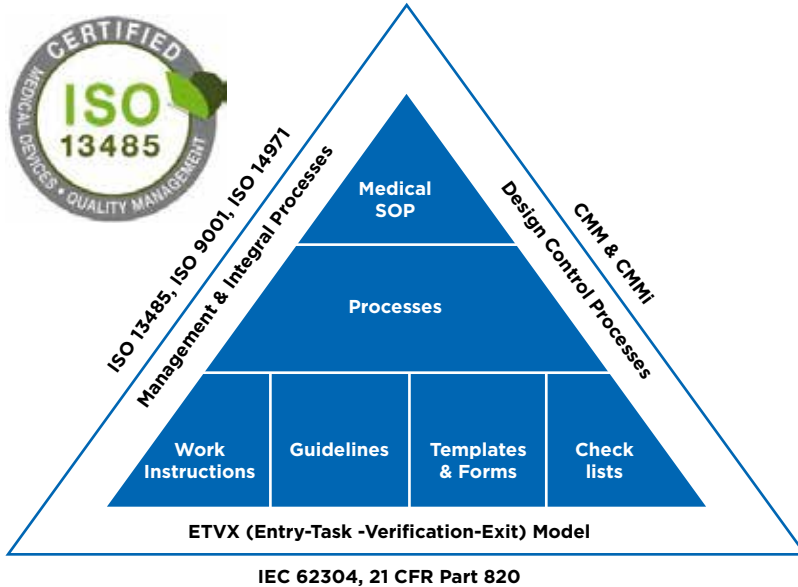 CERTIFIED
MEDICAL DEVICES • QUALITY MANAGEMENT
ISO
13485
ISO 13485, ISO 9001, ISO 14971
Management & Integral Processes
Design Control Processes
CMM & CMMi
Medical
SOP
Processes
Work
Instructions
Guidelines
Templates
& Forms
Check
lists
ETVX (Entry-Task -Verification-Exit) Model
IEC 62304, 21 CFR Part 820